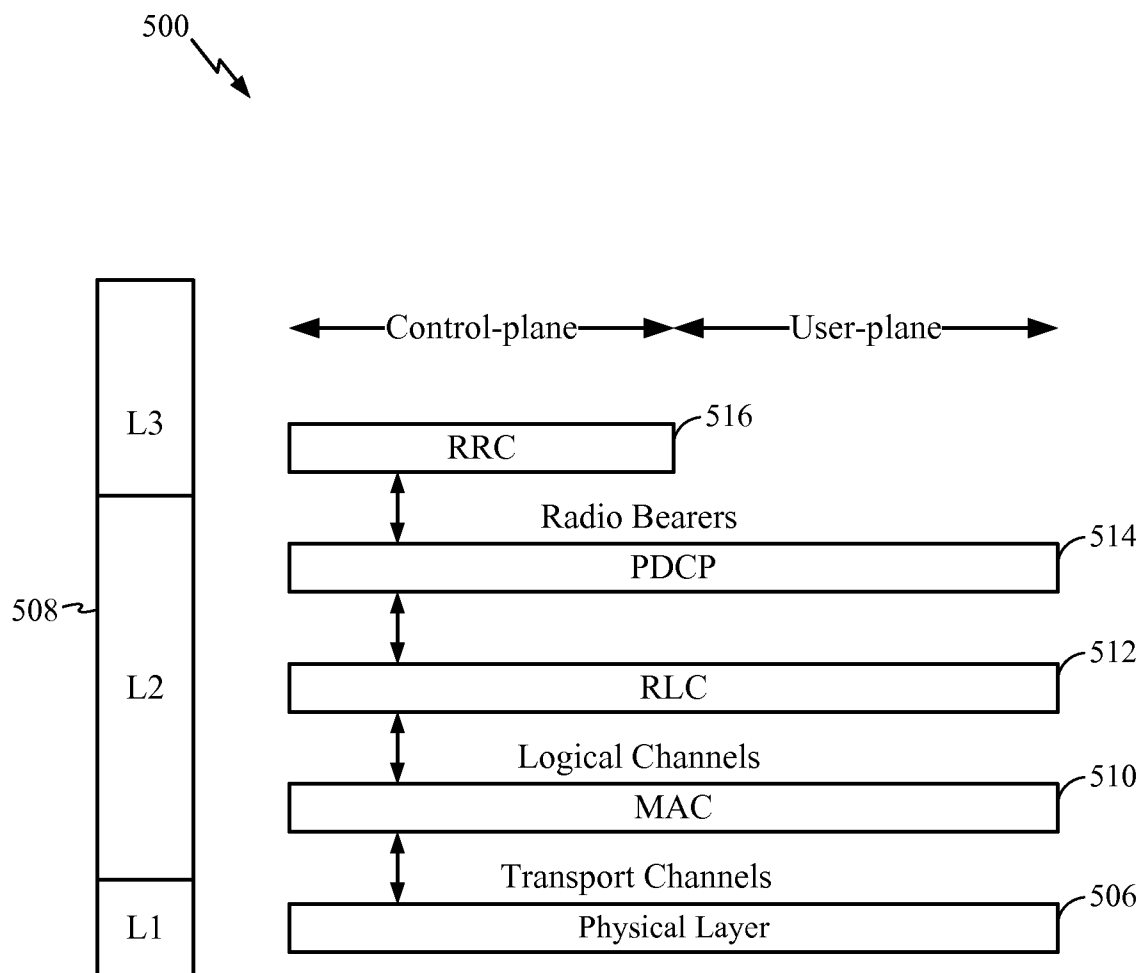 500
Control-plane
User-plane
L3
516
RRC
Radio Bearers
514
PDCP
508
512
L2
RLC
Logical Channels
510
MAC
Transport Channels
506
L1
Physical Layer